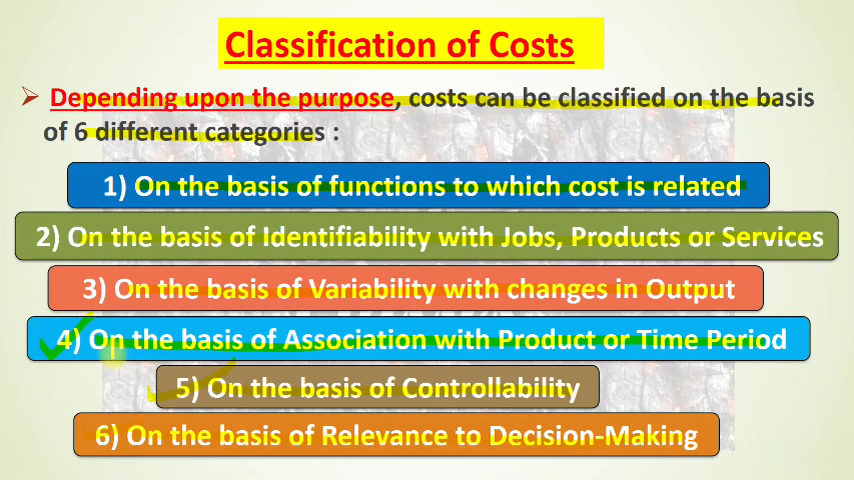 Classification of Costs
Depending upon the purpose, costs can be classified on the basis
of 6 different categories :
1) On the basis of functions to which cost is related
2) On the basis of Identifiability with Jobs, Products or Services
3) On the basis of Variability with changes in Output
4) On the basis of Association with Product or Time Period
5) On the basis of Controllability
6) On the basis of Relevance to Decision-Making